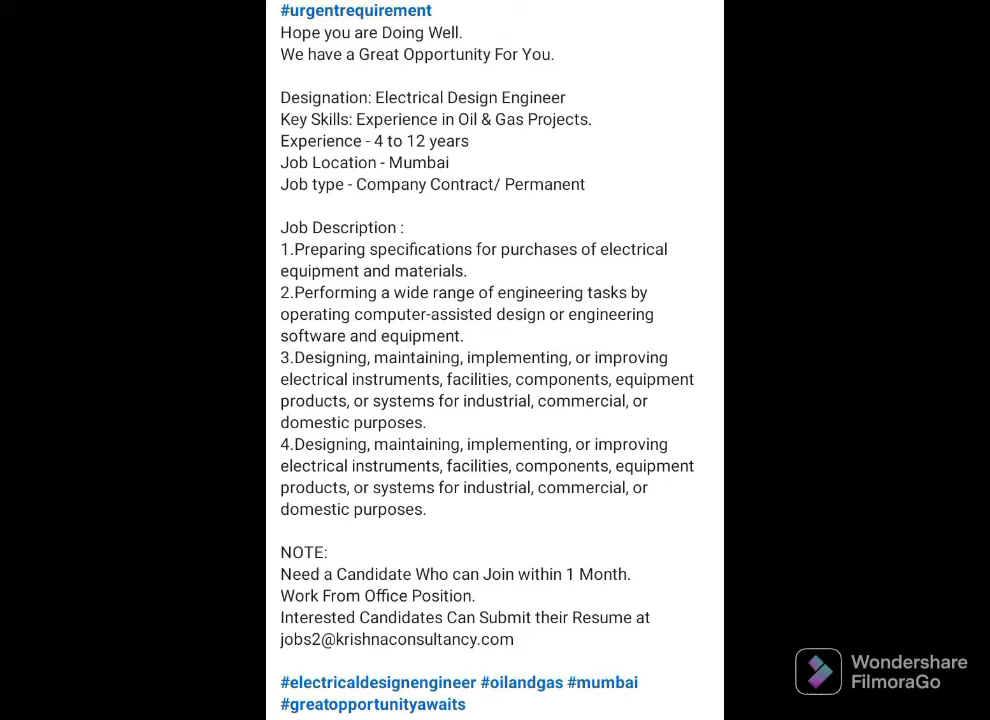 #urgentrequirement
Hope you are Doing Well.
We have a Great Opportunity For You.
Designation: Electrical Design Engineer
Key Skills: Experience in Oil & Gas Projects.
Experience - 4 to 12 years
Job Location - Mumbai
Job type - Company Contract/ Permanent
Job Description :
1.Preparing specifications for purchases of electrical
equipment and materials.
2.Performing a wide range of engineering tasks by
operating computer-assisted design or engineering
software and equipment.
3.Designing, maintaining, implementing, or improving
electrical instruments, facilities, components, equipment
products, or systems for industrial, commercial, or
domestic purposes.
4.Designing, maintaining, implementing, or improving
electrical instruments, facilities, components, equipment
products, or systems for industrial, commercial, or
domestic purposes.
NOTE:
Need a Candidate Who can Join within 1 Month.
Work From Office Position.
Interested Candidates Can Submit their Resume at
jobs2@krishnaconsultancy.com
#electricaldesignengineer #oilandgas #mumbai
#greatopportunityawaits
Wondershare
FilmoraGo